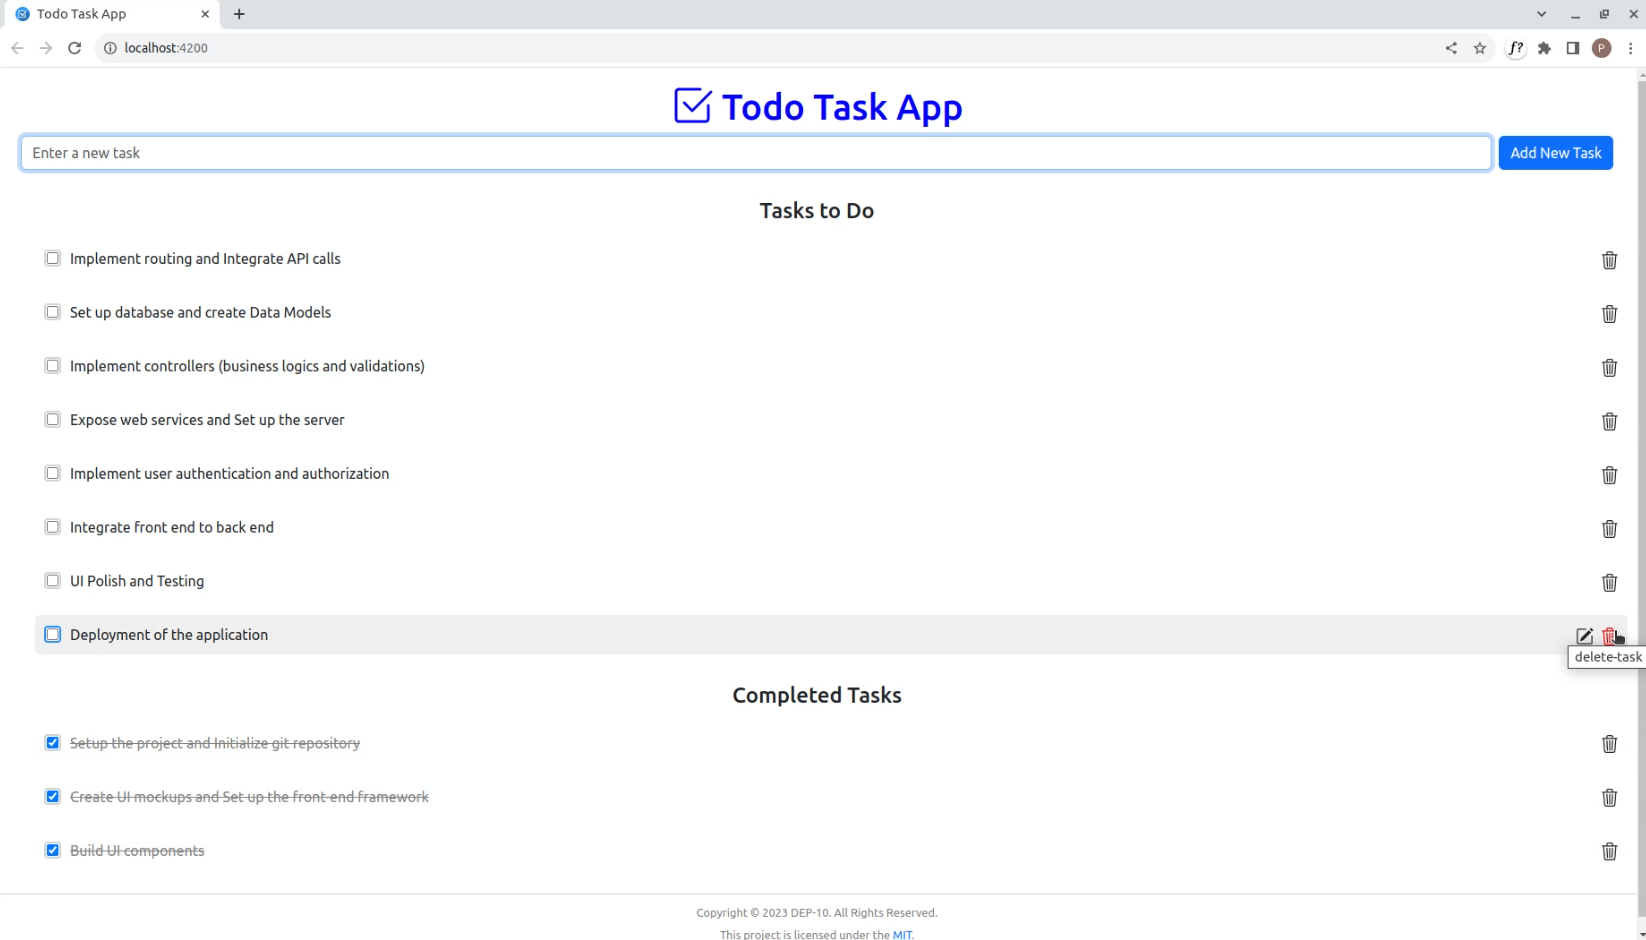 Todo Task App
localhost:4200
f?
P
Todo Task App
Enter a new task
Add New Task
Tasks to Do
Implement routing and Integrate API calls
Set up database and create Data Models
Implement controllers (business logics and validations)
Expose web services and Set up the server
Implement user authentication and authorization
Integrate front end to back end
UI Polish and Testing
Deployment of the application
delete-task
Completed Tasks
Setup the project and Initialize git repository
Create UI mockups and Set up the front-end framework
Build UI components
Copyright © 2023 DEP-10. All Rights Reserved.
This project is licensed under the MIT.